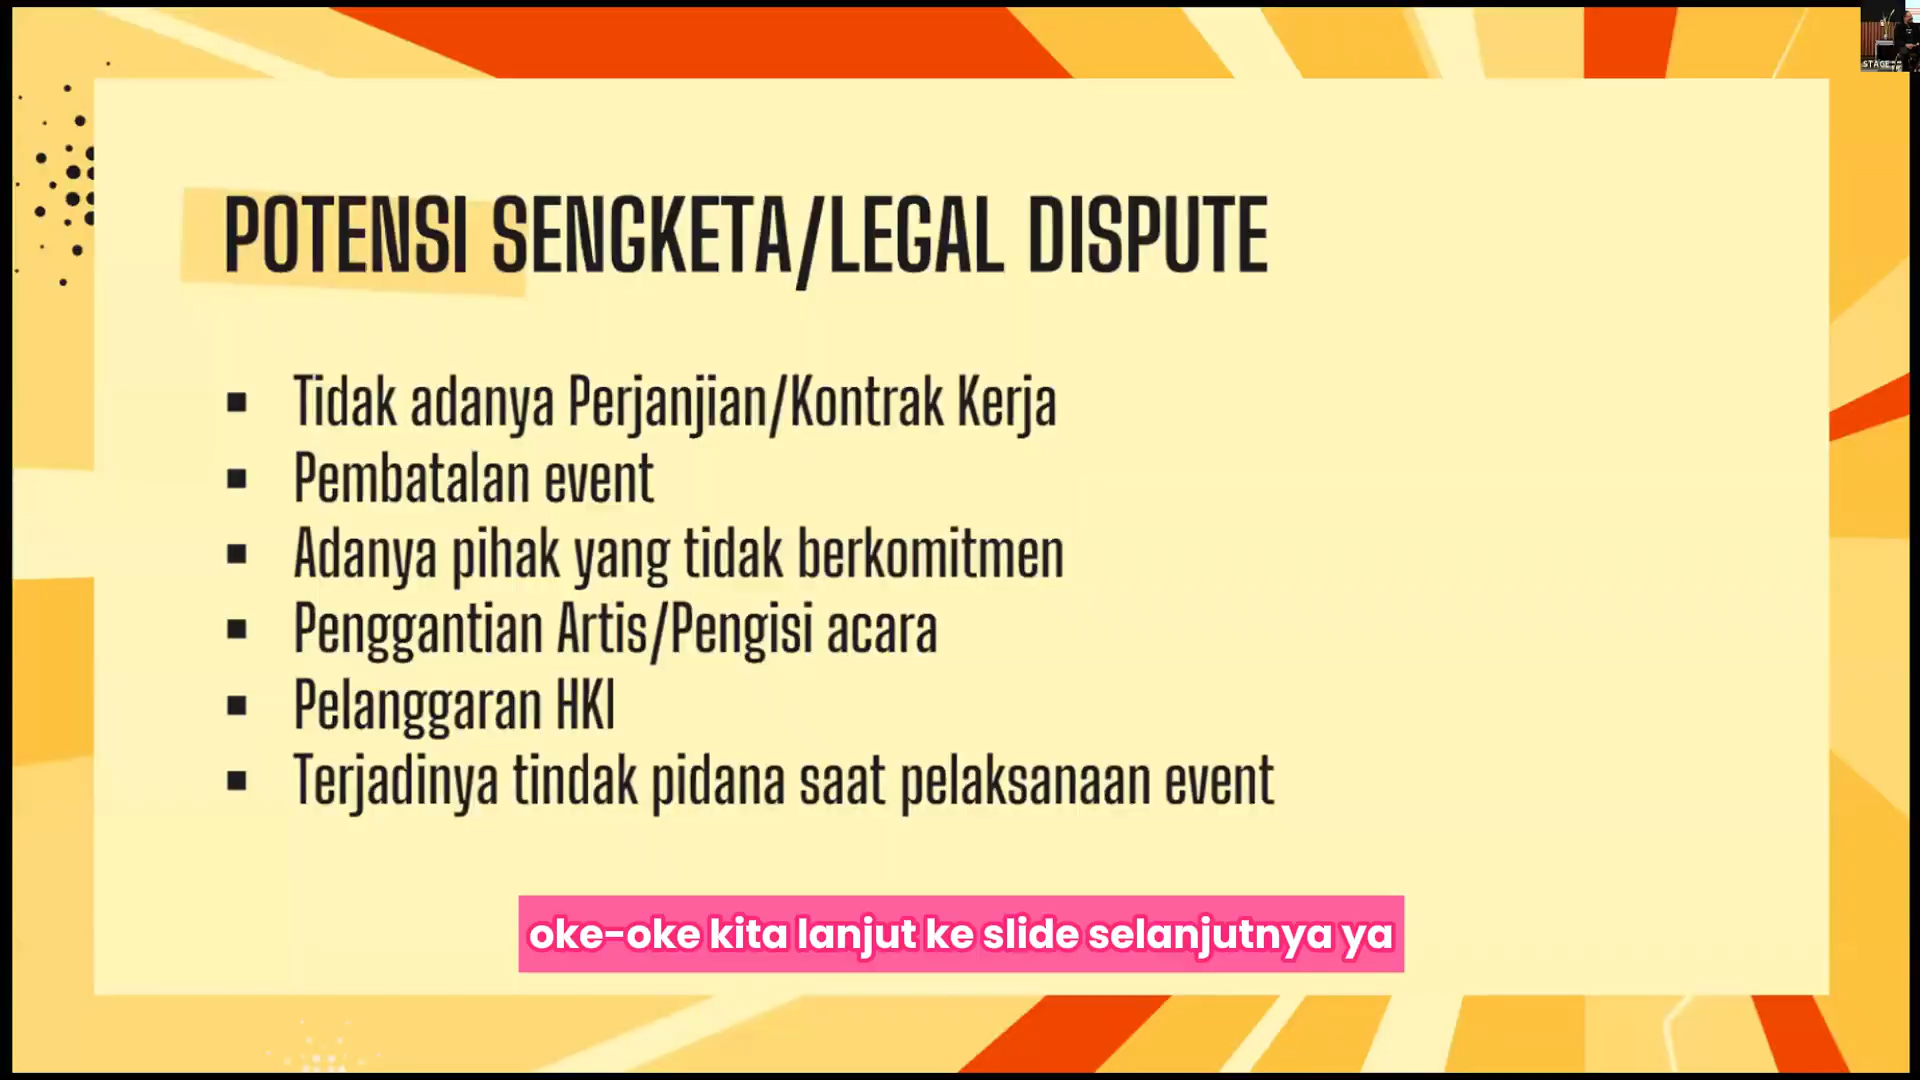 STAGE
POTENSI SENGKETA/LEGAL DISPUTE
▪ Tidak adanya Perjanjian/Kontrak Kerja
▪ Pembatalan event
▪ Adanya pihak yang tidak berkomitmen
▪ Penggantian Artis/Pengisi acara
▪ Pelanggaran HKI
▪ Terjadinya tindak pidana saat pelaksanaan event
oke-oke kita lanjut ke slide selanjutnya ya